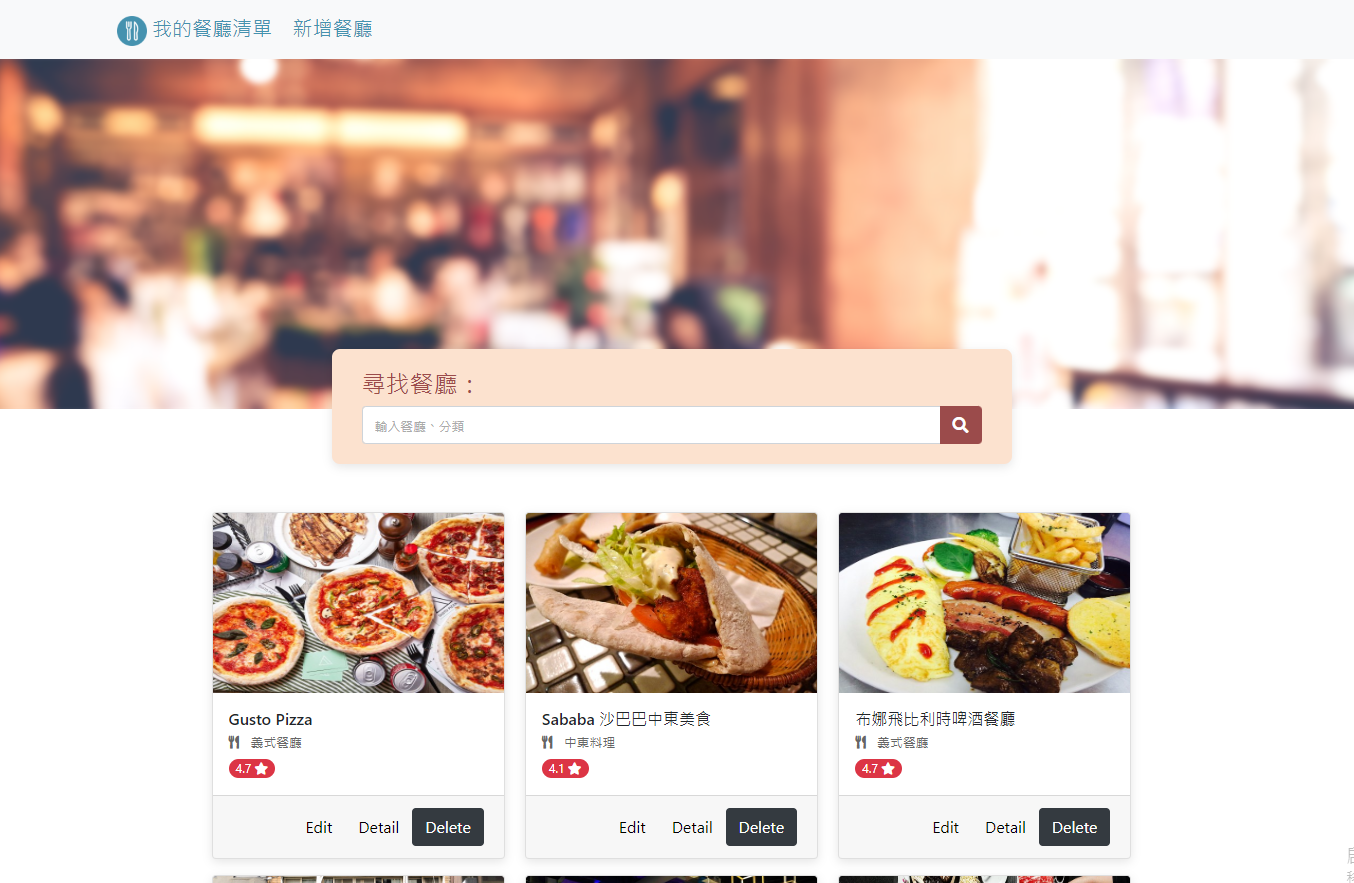 我的餐廳清單 新增餐廳
尋找餐廳：
輸入餐廳、分類
Gusto Pizza
義式餐廳
4.7
Edit Detail Delete
Sababa 沙巴巴中東美食
中東料理
4.1
Edit Detail Delete
布娜飛比利時啤酒餐廳
義式餐廳
4.7
Edit Detail Delete